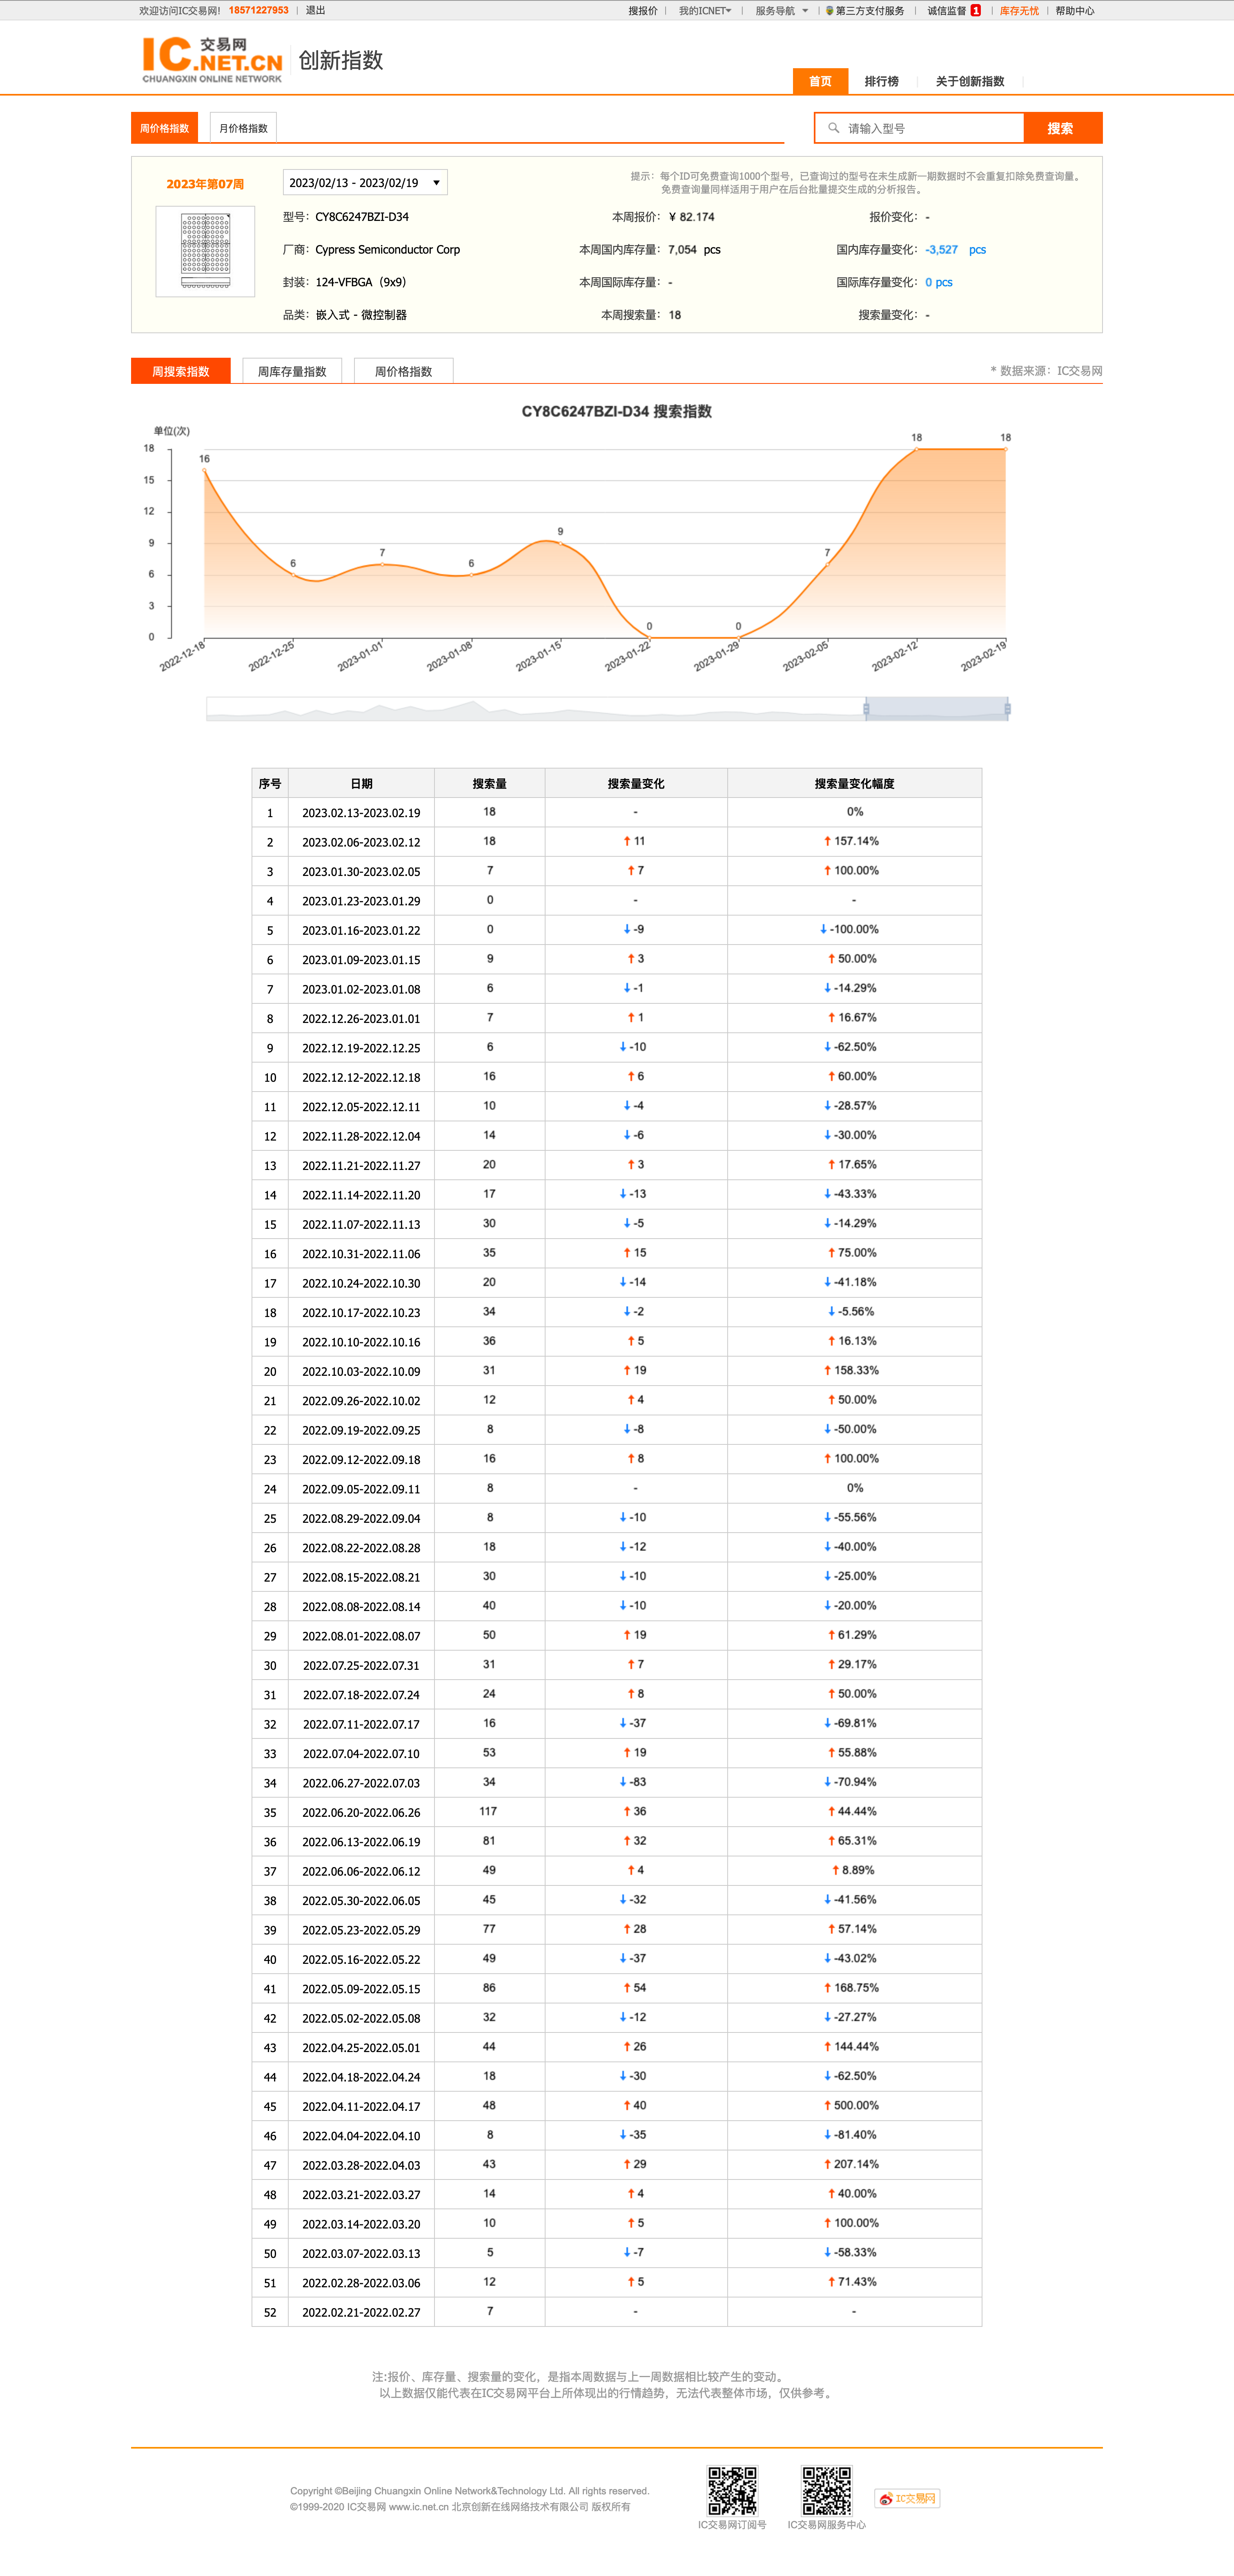 欢迎访问IC交易网! 18571227953 | 退出 搜报价 | 我的ICNET | 服务导航 | 第三方支付服务 | 诚信监督 1 | 库存无忧 | 帮助中心
IC 交易网 .NET.CN CHUANGXIN ONLINE NETWORK 创新指数
首页 排行榜 关于创新指数
周价格指数 月价格指数 请输入型号 搜索
2023年第07周 2023/02/13 - 2023/02/19 提示：每个ID可免费查询1000个型号，已查询过的型号在未生成新一期数据时不会重复扣除免费查询量。
免费查询量同样适用于用户在后台批量提交生成的分析报告。
型号：CY8C6247BZI-D34 本周报价：¥ 82.174 报价变化：-
厂商：Cypress Semiconductor Corp 本周国内库存量：7,054 pcs 国内库存量变化：-3,527 pcs
封装：124-VFBGA（9x9） 本周国际库存量：- 国际库存量变化：0 pcs
品类：嵌入式 - 微控制器 本周搜索量：18 搜索量变化：-
周搜索指数 周库存量指数 周价格指数 * 数据来源：IC交易网
CY8C6247BZI-D34 搜索指数
单位(次)
18
15
12
9
6
3
0
16 6 7 6 9 0 0 7 18 18
2022-12-18 2022-12-25 2023-01-01 2023-01-08 2023-01-15 2023-01-22 2023-01-29 2023-02-05 2023-02-12 2023-02-19
序号 日期 搜索量 搜索量变化 搜索量变化幅度
1 2023.02.13-2023.02.19 18 - 0%
2 2023.02.06-2023.02.12 18 ↑ 11 ↑ 157.14%
3 2023.01.30-2023.02.05 7 ↑ 7 ↑ 100.00%
4 2023.01.23-2023.01.29 0 - -
5 2023.01.16-2023.01.22 0 ↓ -9 ↓ -100.00%
6 2023.01.09-2023.01.15 9 ↑ 3 ↑ 50.00%
7 2023.01.02-2023.01.08 6 ↓ -1 ↓ -14.29%
8 2022.12.26-2023.01.01 7 ↑ 1 ↑ 16.67%
9 2022.12.19-2022.12.25 6 ↓ -10 ↓ -62.50%
10 2022.12.12-2022.12.18 16 ↑ 6 ↑ 60.00%
11 2022.12.05-2022.12.11 10 ↓ -4 ↓ -28.57%
12 2022.11.28-2022.12.04 14 ↓ -6 ↓ -30.00%
13 2022.11.21-2022.11.27 20 ↑ 3 ↑ 17.65%
14 2022.11.14-2022.11.20 17 ↓ -13 ↓ -43.33%
15 2022.11.07-2022.11.13 30 ↓ -5 ↓ -14.29%
16 2022.10.31-2022.11.06 35 ↑ 15 ↑ 75.00%
17 2022.10.24-2022.10.30 20 ↓ -14 ↓ -41.18%
18 2022.10.17-2022.10.23 34 ↓ -2 ↓ -5.56%
19 2022.10.10-2022.10.16 36 ↑ 5 ↑ 16.13%
20 2022.10.03-2022.10.09 31 ↑ 19 ↑ 158.33%
21 2022.09.26-2022.10.02 12 ↑ 4 ↑ 50.00%
22 2022.09.19-2022.09.25 8 ↓ -8 ↓ -50.00%
23 2022.09.12-2022.09.18 16 ↑ 8 ↑ 100.00%
24 2022.09.05-2022.09.11 8 - 0%
25 2022.08.29-2022.09.04 8 ↓ -10 ↓ -55.56%
26 2022.08.22-2022.08.28 18 ↓ -12 ↓ -40.00%
27 2022.08.15-2022.08.21 30 ↓ -10 ↓ -25.00%
28 2022.08.08-2022.08.14 40 ↓ -10 ↓ -20.00%
29 2022.08.01-2022.08.07 50 ↑ 19 ↑ 61.29%
30 2022.07.25-2022.07.31 31 ↑ 7 ↑ 29.17%
31 2022.07.18-2022.07.24 24 ↑ 8 ↑ 50.00%
32 2022.07.11-2022.07.17 16 ↓ -37 ↓ -69.81%
33 2022.07.04-2022.07.10 53 ↑ 19 ↑ 55.88%
34 2022.06.27-2022.07.03 34 ↓ -83 ↓ -70.94%
35 2022.06.20-2022.06.26 117 ↑ 36 ↑ 44.44%
36 2022.06.13-2022.06.19 81 ↑ 32 ↑ 65.31%
37 2022.06.06-2022.06.12 49 ↑ 4 ↑ 8.89%
38 2022.05.30-2022.06.05 45 ↓ -32 ↓ -41.56%
39 2022.05.23-2022.05.29 77 ↑ 28 ↑ 57.14%
40 2022.05.16-2022.05.22 49 ↓ -37 ↓ -43.02%
41 2022.05.09-2022.05.15 86 ↑ 54 ↑ 168.75%
42 2022.05.02-2022.05.08 32 ↓ -12 ↓ -27.27%
43 2022.04.25-2022.05.01 44 ↑ 26 ↑ 144.44%
44 2022.04.18-2022.04.24 18 ↓ -30 ↓ -62.50%
45 2022.04.11-2022.04.17 48 ↑ 40 ↑ 500.00%
46 2022.04.04-2022.04.10 8 ↓ -35 ↓ -81.40%
47 2022.03.28-2022.04.03 43 ↑ 29 ↑ 207.14%
48 2022.03.21-2022.03.27 14 ↑ 4 ↑ 40.00%
49 2022.03.14-2022.03.20 10 ↑ 5 ↑ 100.00%
50 2022.03.07-2022.03.13 5 ↓ -7 ↓ -58.33%
51 2022.02.28-2022.03.06 12 ↑ 5 ↑ 71.43%
52 2022.02.21-2022.02.27 7 - -
注:报价、库存量、搜索量的变化，是指本周数据与上一周数据相比较产生的变动。
以上数据仅能代表在IC交易网平台上所体现出的行情趋势，无法代表整体市场，仅供参考。
Copyright ©Beijing Chuangxin Online Network&Technology Ltd. All rights reserved.
©1999-2020 IC交易网 www.ic.net.cn 北京创新在线网络技术有限公司 版权所有
IC交易网
IC交易网订阅号 IC交易网服务中心